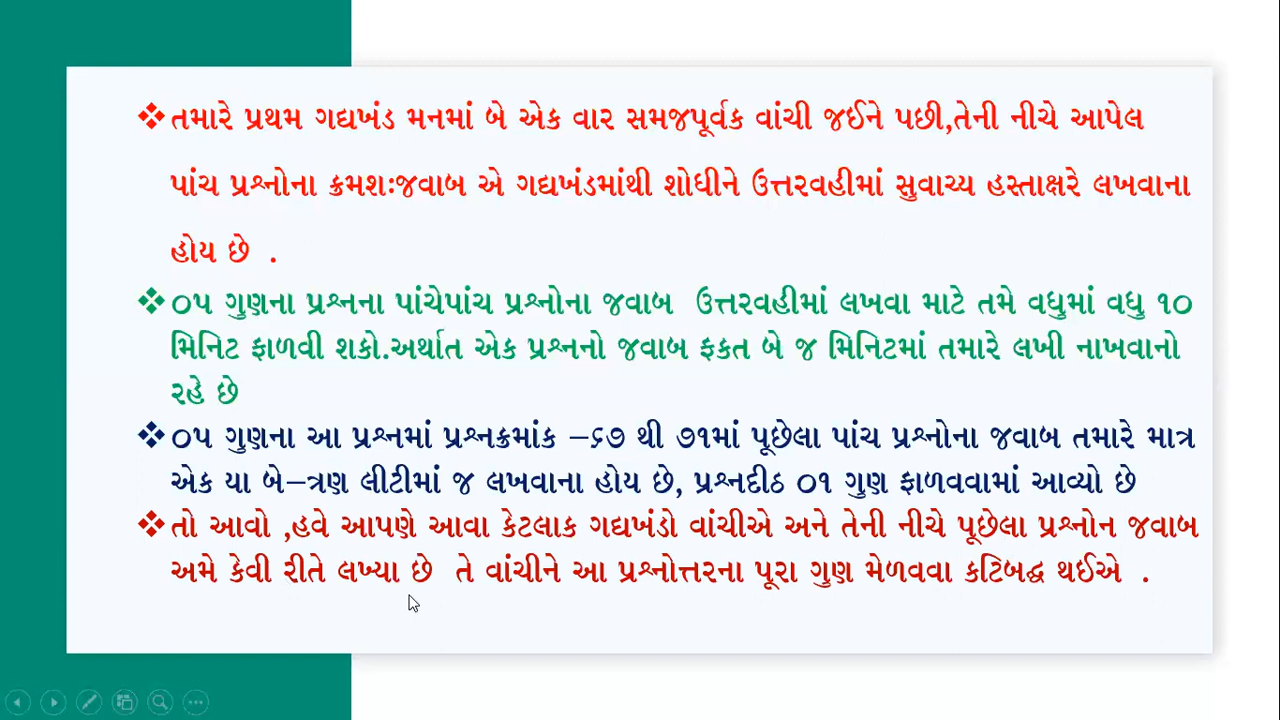 ❖ તમારે પ્રથમ ગદ્યખંડ મનમાં બે એક વાર સમજપૂર્વક વાંચી જઈને પછી,તેની નીચે આપેલ
પાંચ પ્રશ્નોના ક્રમશઃજવાબ એ ગદ્યખંડમાંથી શોધીને ઉત્તરવહીમાં સુવાચ્ય હસ્તાક્ષરે લખવાના
હોય છે .
❖ ૦૫ ગુણના પ્રશ્નના પાંચેપાંચ પ્રશ્નોના જવાબ ઉત્તરવહીમાં લખવા માટે તમે વધુમાં વધુ ૧૦
મિનિટ ફાળવી શકો.અર્થાત એક પ્રશ્નનો જવાબ ફકત બે જ મિનિટમાં તમારે લખી નાખવાનો
રહે છે
❖ ૦૫ ગુણના આ પ્રશ્નમાં પ્રશ્નક્રમાંક –૬૭ થી ૭૧માં પૂછેલા પાંચ પ્રશ્નોના જવાબ તમારે માત્ર
એક યા બે–ત્રણ લીટીમાં જ લખવાના હોય છે, પ્રશ્નદીઠ ૦૧ ગુણ ફાળવવામાં આવ્યો છે
❖ તો આવો ,હવે આપણે આવા કેટલાક ગદ્યખંડો વાંચીએ અને તેની નીચે પૂછેલા પ્રશ્નોન જવાબ
અમે કેવી રીતે લખ્યા છે તે વાંચીને આ પ્રશ્નોત્તરના પૂરા ગુણ મેળવવા કટિબદ્ધ થઈએ .